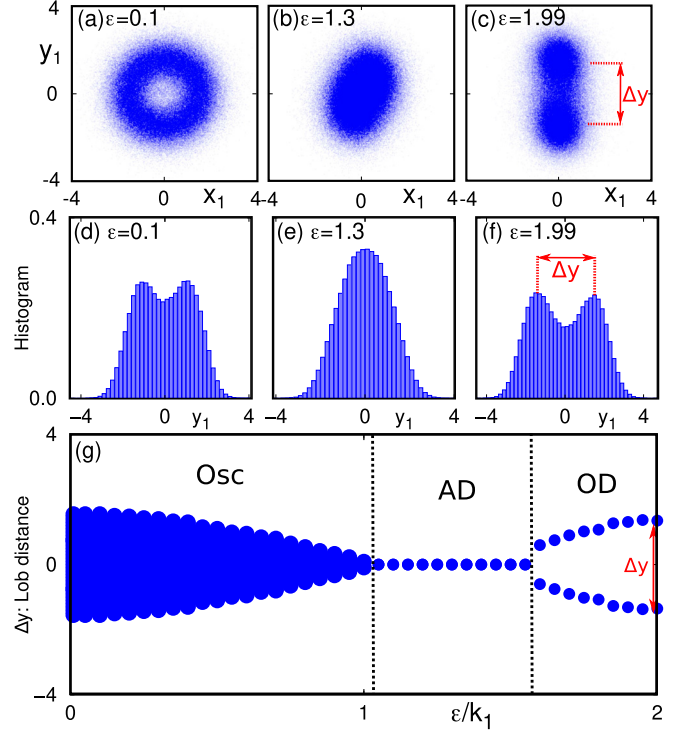 4 (a) ε=0.1 (b) ε=1.3 (c) ε=1.99
y₁
0
Δy
−4
−4 0 x₁ 4 −4 0 x₁ 4 −4 0 x₁ 4
0.4 (d) ε=0.1 (e) ε=1.3 (f) ε=1.99
Δy
Histogram
0.0
−4 0 y₁ 4 −4 0 y₁ 4 −4 0 y₁ 4
4 (g)
Osc AD OD
Δy: Lob distance
0
Δy
−4
0 1 ε/k₁ 2